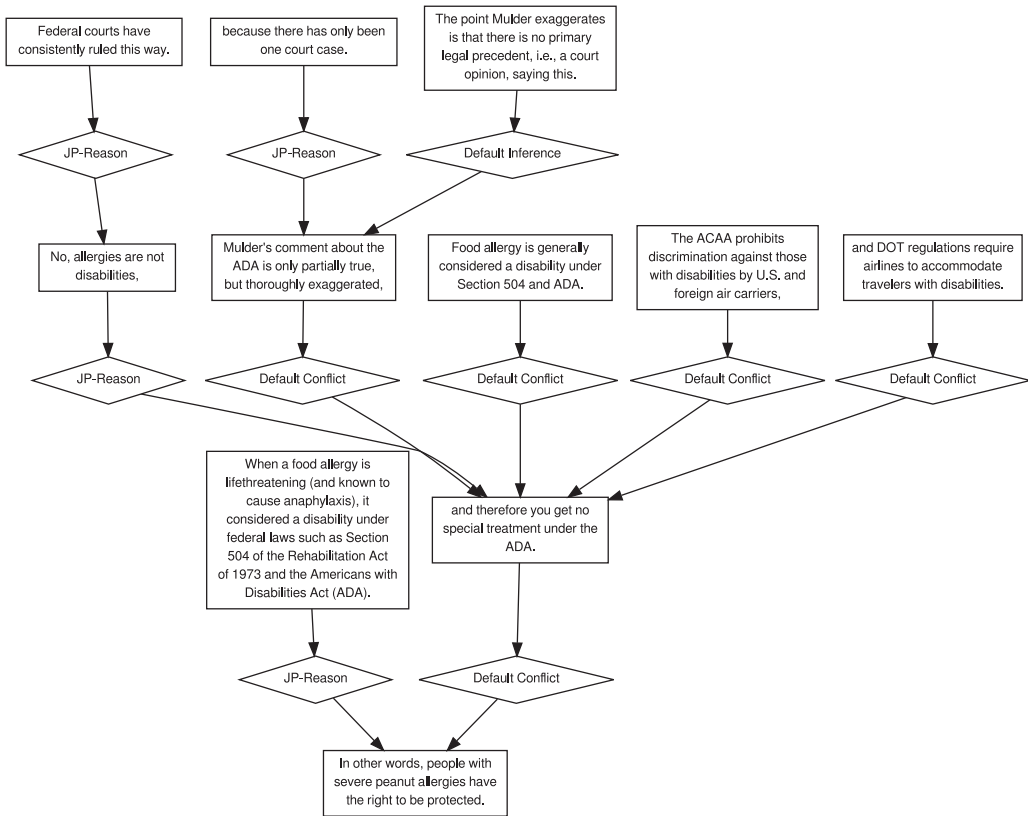 Federal courts have
consistently ruled this way.
because there has only been
one court case.
The point Mulder exaggerates
is that there is no primary
legal precedent, i.e., a court
opinion, saying this.
JP-Reason
JP-Reason
Default Inference
No, allergies are not
disabilities,
Mulder's comment about the
ADA is only partially true,
but thoroughly exaggerated,
Food allergy is generally
considered a disability under
Section 504 and ADA.
The ACAA prohibits
discrimination against those
with disabilities by U.S. and
foreign air carriers,
and DOT regulations require
airlines to accommodate
travelers with disabilities.
JP-Reason
Default Conflict
Default Conflict
Default Conflict
Default Conflict
When a food allergy is
lifethreatening (and known to
cause anaphylaxis), it
considered a disability under
federal laws such as Section
504 of the Rehabilitation Act
of 1973 and the Americans with
Disabilities Act (ADA).
and therefore you get no
special treatment under the
ADA.
JP-Reason
Default Conflict
In other words, people with
severe peanut allergies have
the right to be protected.